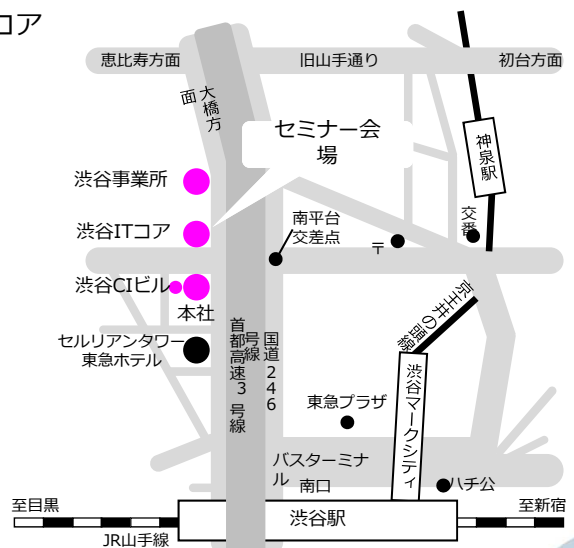 コア
恵比寿方面
旧山手通り
初台方面
大橋方
面
セミナー会
場
神泉駅
渋谷事業所
渋谷ITコア
南平台
交差点
〒
交番
渋谷CIビル
本社
京王井の頭線
セルリアンタワー
東急ホテル
首都高速3号線
国道246
号線
東急プラザ
渋谷マークシティ
バスターミナ
ル
南口
ハチ公
至目黒
渋谷駅
至新宿
JR山手線